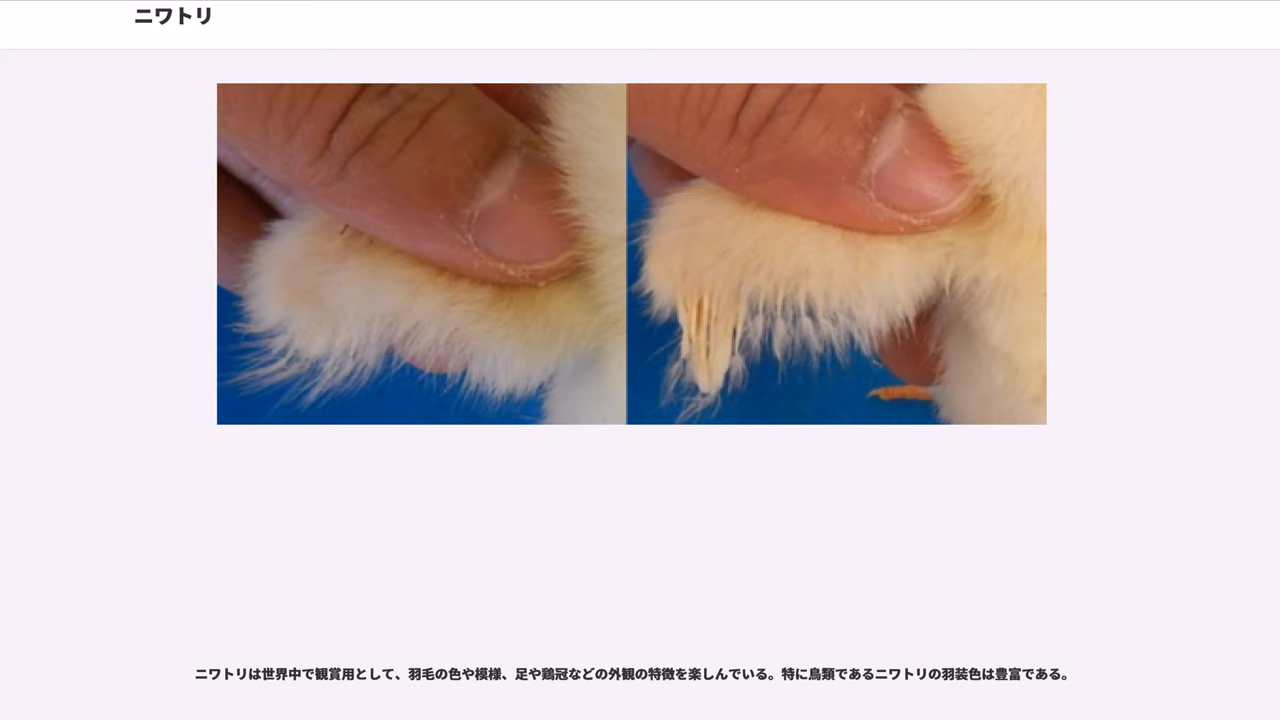 ニワトリ
ニワトリは世界中で観賞用として、羽毛の色や模様、足や鶏冠などの外観の特徴を楽しんでいる。特に鳥類であるニワトリの羽装色は豊富である。